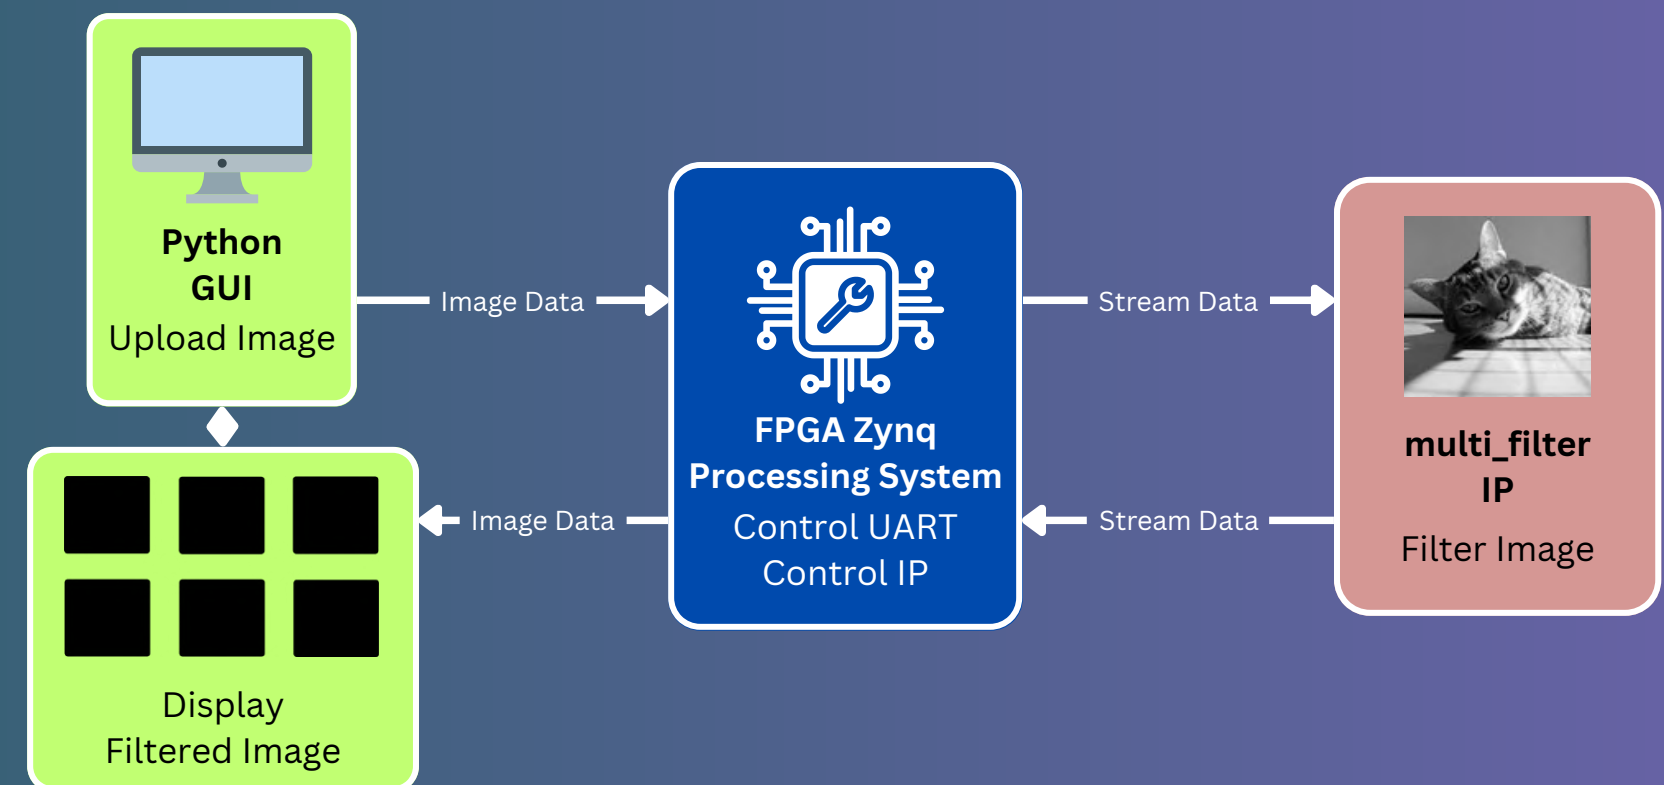 Python
GUI
Upload Image
Image Data
Stream Data
FPGA Zynq
Processing System
Control UART
Control IP
multi_filter
IP
Filter Image
Image Data
Stream Data
Display
Filtered Image